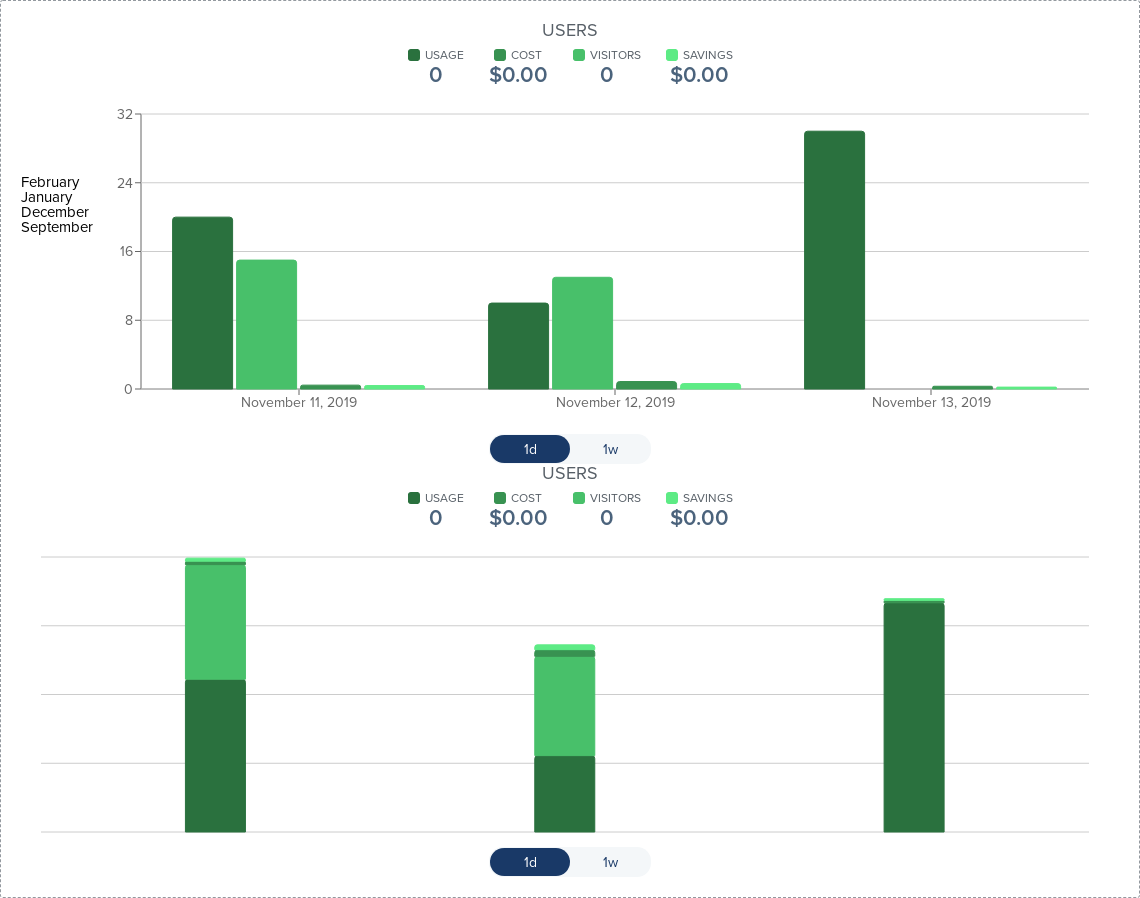 USERS
USAGE COST VISITORS SAVINGS
0 $0.00 0 $0.00
32
24
16
8
0
February
January
December
September
November 11, 2019 November 12, 2019 November 13, 2019
1d 1w
USERS
USAGE COST VISITORS SAVINGS
0 $0.00 0 $0.00
1d 1w